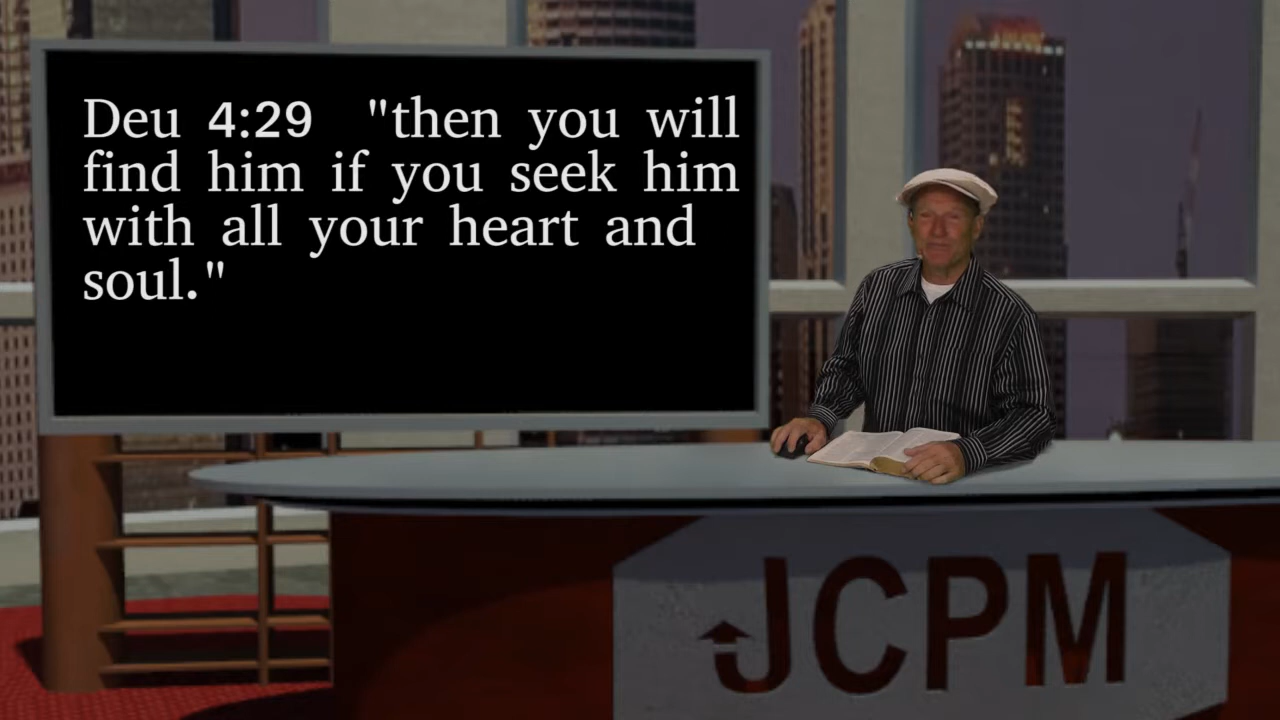 Deu 4:29 "then you will
find him if you seek him
with all your heart and
soul."
JCPM